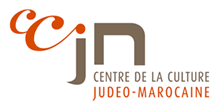 ccjn
CENTRE DE LA CULTURE
JUDEO-MAROCAINE